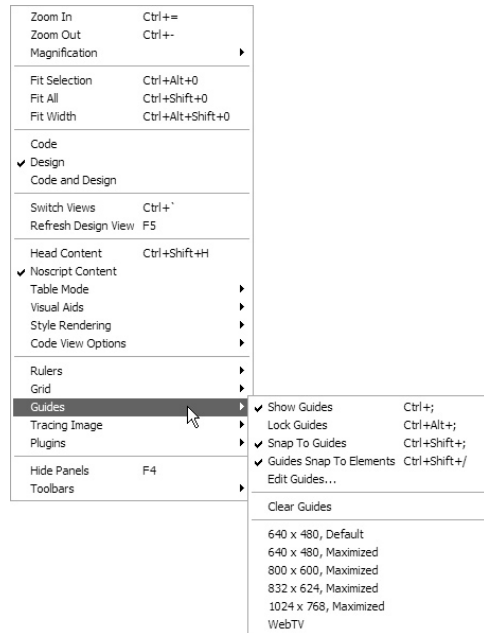 Zoom In Ctrl+=
Zoom Out Ctrl+-
Magnification
Fit Selection Ctrl+Alt+0
Fit All Ctrl+Shift+0
Fit Width Ctrl+Alt+Shift+0
Code
Design
Code and Design
Switch Views Ctrl+`
Refresh Design View F5
Head Content Ctrl+Shift+H
Noscript Content
Table Mode
Visual Aids
Style Rendering
Code View Options
Rulers
Grid
Guides
Tracing Image
Plugins
Hide Panels F4
Toolbars
Show Guides Ctrl+;
Lock Guides Ctrl+Alt+;
Snap To Guides Ctrl+Shift+;
Guides Snap To Elements Ctrl+Shift+/
Edit Guides...
Clear Guides
640 x 480, Default
640 x 480, Maximized
800 x 600, Maximized
832 x 624, Maximized
1024 x 768, Maximized
WebTV